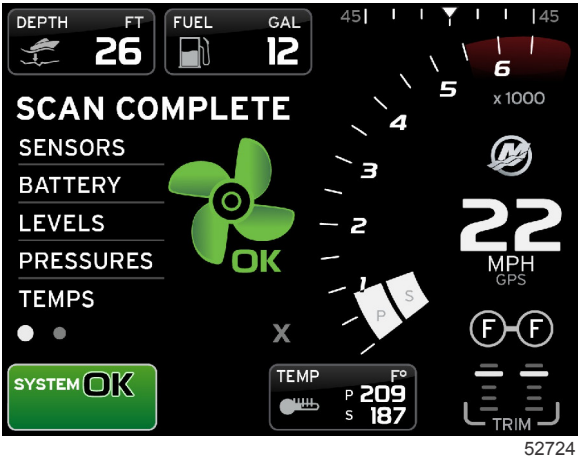 DEPTH FT
26
FUEL GAL
12
45 45
6
5
x 1000
4
3
2
1
P S
SCAN COMPLETE
SENSORS
BATTERY
LEVELS
PRESSURES
TEMPS
OK
X
M
22
MPH
GPS
F F
TRIM
SYSTEM OK
TEMP F°
P 209
S 187
52724